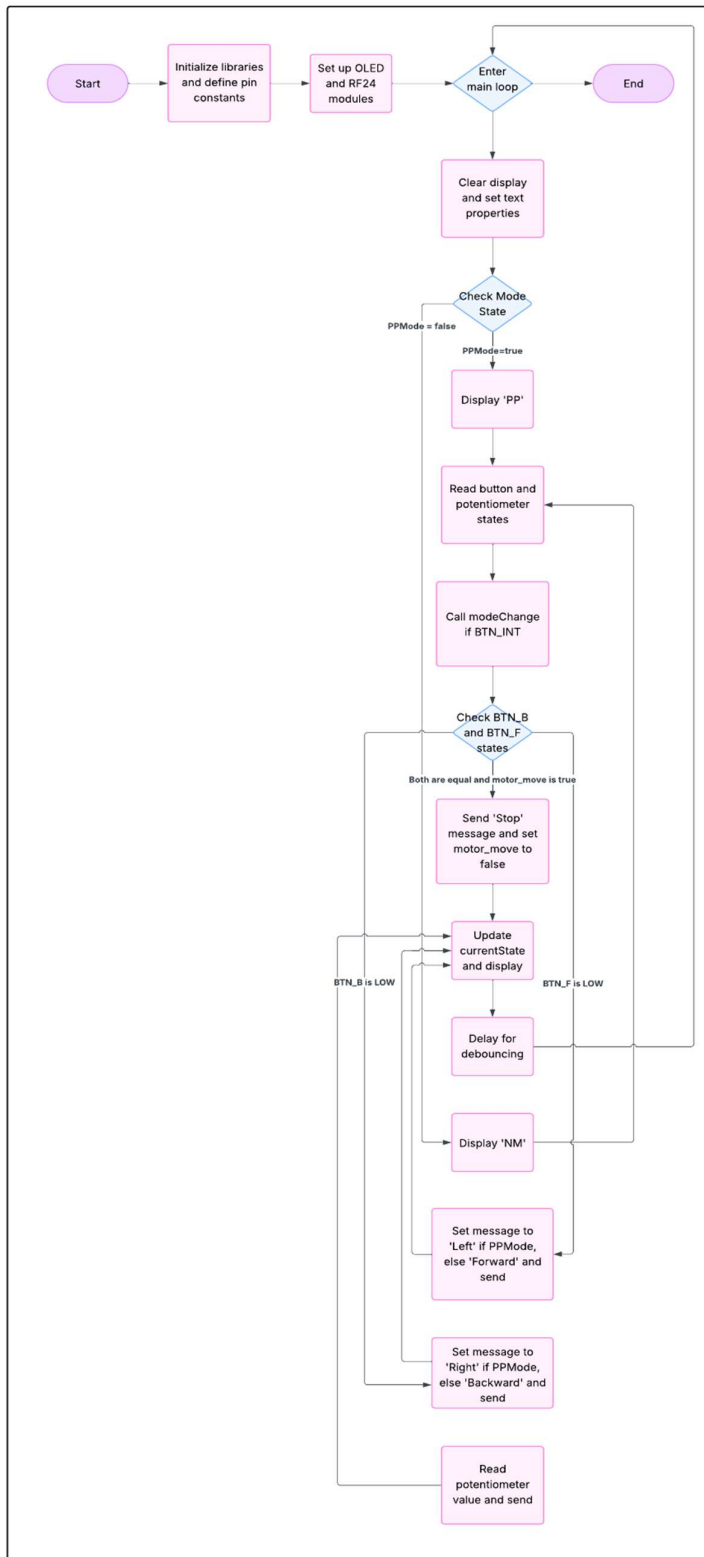 Start
Initialize libraries
and define pin
constants
Set up OLED
and RF24
modules
Enter
main loop
End
Clear display
and set text
properties
Check Mode
State
PPMode = false
PPMode=true
Display 'PP'
Read button and
potentiometer
states
Call modeChange
if BTN_INT
Check BTN_B
and BTN_F
states
Both are equal and motor_move is true
Send 'Stop'
message and set
motor_move to
false
Update
currentState
and display
BTN_B is LOW
BTN_F is LOW
Delay for
debouncing
Display 'NM'
Set message to
'Left' if PPMode,
else 'Forward' and
send
Set message to
'Right' if PPMode,
else 'Backward' and
send
Read
potentiometer
value and send